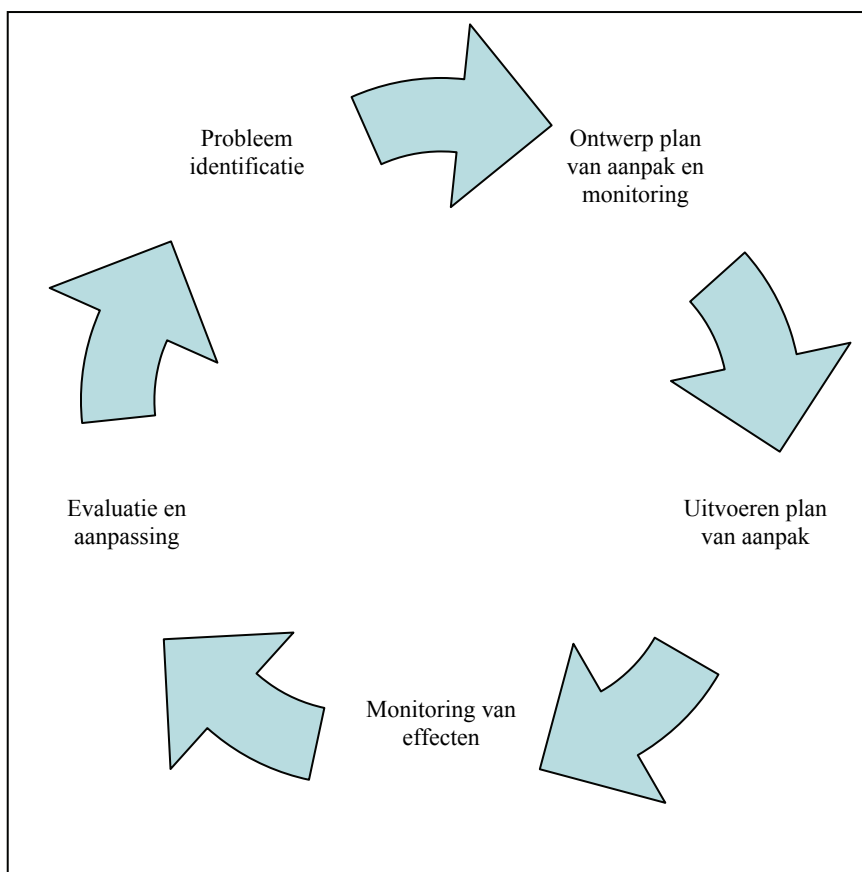 Probleem
identificatie
Ontwerp plan
van aanpak en
monitoring
Uitvoeren plan
van aanpak
Monitoring van
effecten
Evaluatie en
aanpassing